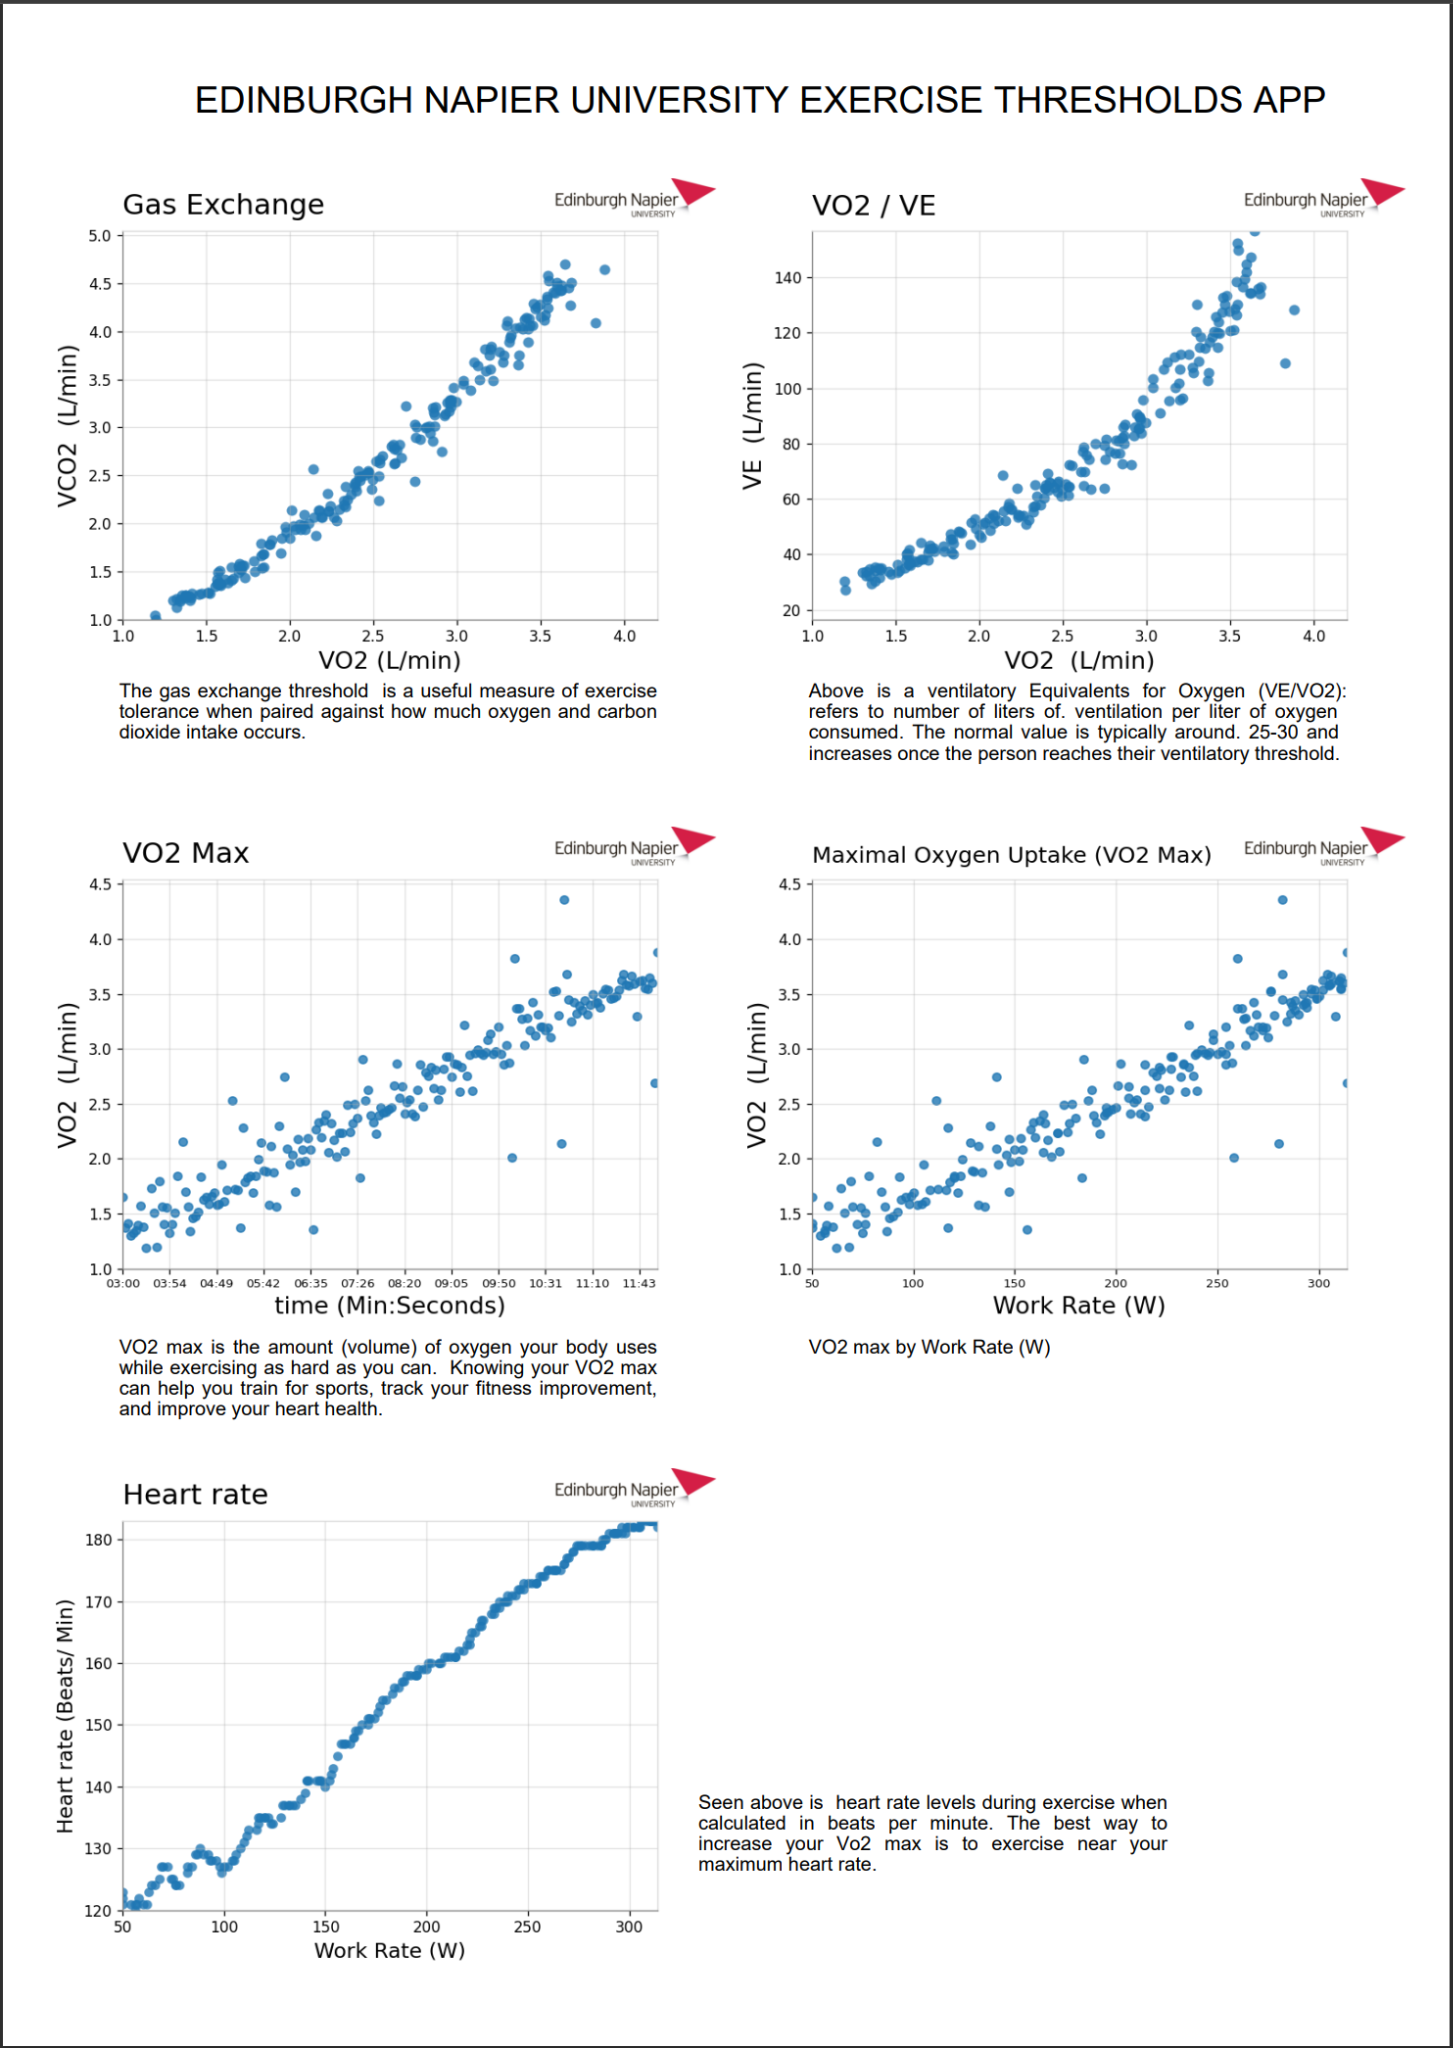 EDINBURGH NAPIER UNIVERSITY EXERCISE THRESHOLDS APP
Gas Exchange
Edinburgh Napier
UNIVERSITY
5.0
4.5
4.0
3.5
3.0
2.5
2.0
1.5
1.0
VCO2 (L/min)
1.0 1.5 2.0 2.5 3.0 3.5 4.0
VO2 (L/min)
The gas exchange threshold is a useful measure of exercise
tolerance when paired against how much oxygen and carbon
dioxide intake occurs.
VO2 / VE
Edinburgh Napier
UNIVERSITY
140
120
100
80
60
40
20
VE (L/min)
1.0 1.5 2.0 2.5 3.0 3.5 4.0
VO2 (L/min)
Above is a ventilatory Equivalents for Oxygen (VE/VO2):
refers to number of liters of. ventilation per liter of oxygen
consumed. The normal value is typically around. 25-30 and
increases once the person reaches their ventilatory threshold.
VO2 Max
Edinburgh Napier
UNIVERSITY
4.5
4.0
3.5
3.0
2.5
2.0
1.5
1.0
VO2 (L/min)
03:00 03:54 04:49 05:42 06:35 07:26 08:20 09:05 09:50 10:31 11:10 11:43
time (Min:Seconds)
VO2 max is the amount (volume) of oxygen your body uses
while exercising as hard as you can. Knowing your VO2 max
can help you train for sports, track your fitness improvement,
and improve your heart health.
Maximal Oxygen Uptake (VO2 Max)
Edinburgh Napier
UNIVERSITY
4.5
4.0
3.5
3.0
2.5
2.0
1.5
1.0
VO2 (L/min)
50 100 150 200 250 300
Work Rate (W)
VO2 max by Work Rate (W)
Heart rate
Edinburgh Napier
UNIVERSITY
180
170
160
150
140
130
120
Heart rate (Beats/ Min)
50 100 150 200 250 300
Work Rate (W)
Seen above is heart rate levels during exercise when
calculated in beats per minute. The best way to
increase your Vo2 max is to exercise near your
maximum heart rate.